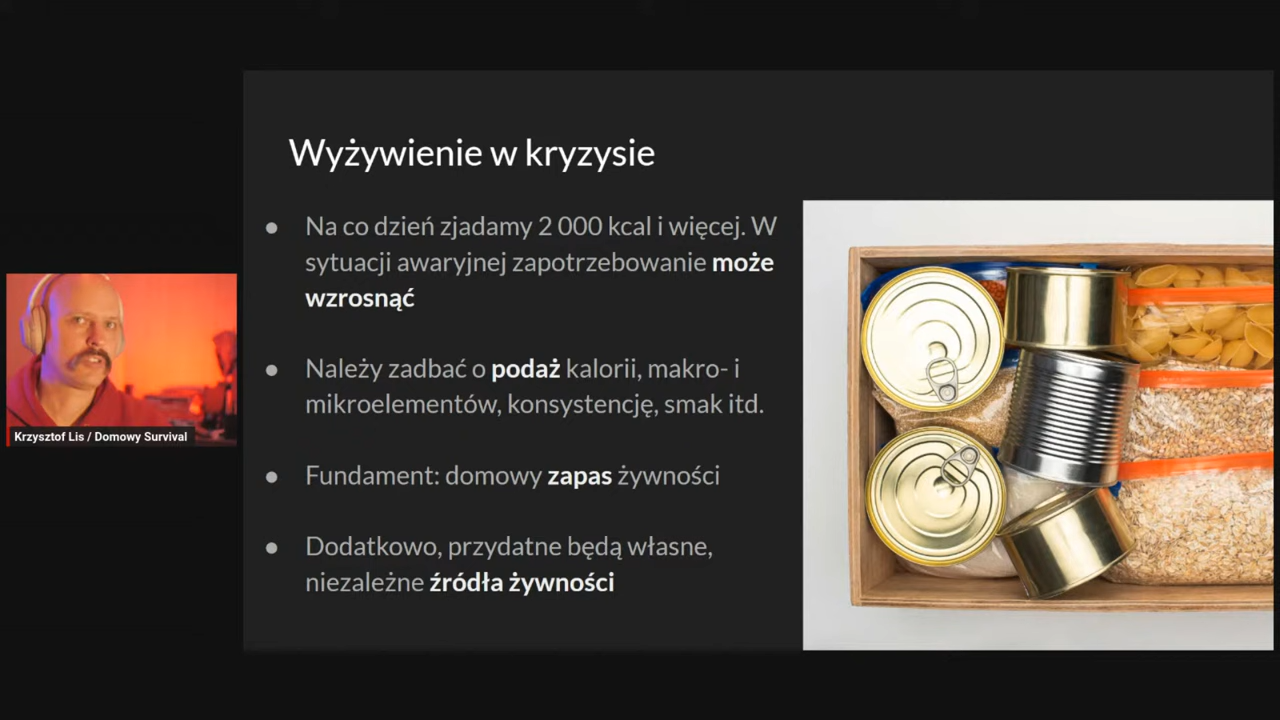 Wyżywienie w kryzysie
● Na co dzień zjadamy 2 000 kcal i więcej. W
sytuacji awaryjnej zapotrzebowanie może
wzrosnąć
● Należy zadbać o podaż kalorii, makro- i
mikroelementów, konsystencję, smak itd.
● Fundament: domowy zapas żywności
● Dodatkowo, przydatne będą własne,
niezależne źródła żywności
Krzysztof Lis / Domowy Survival